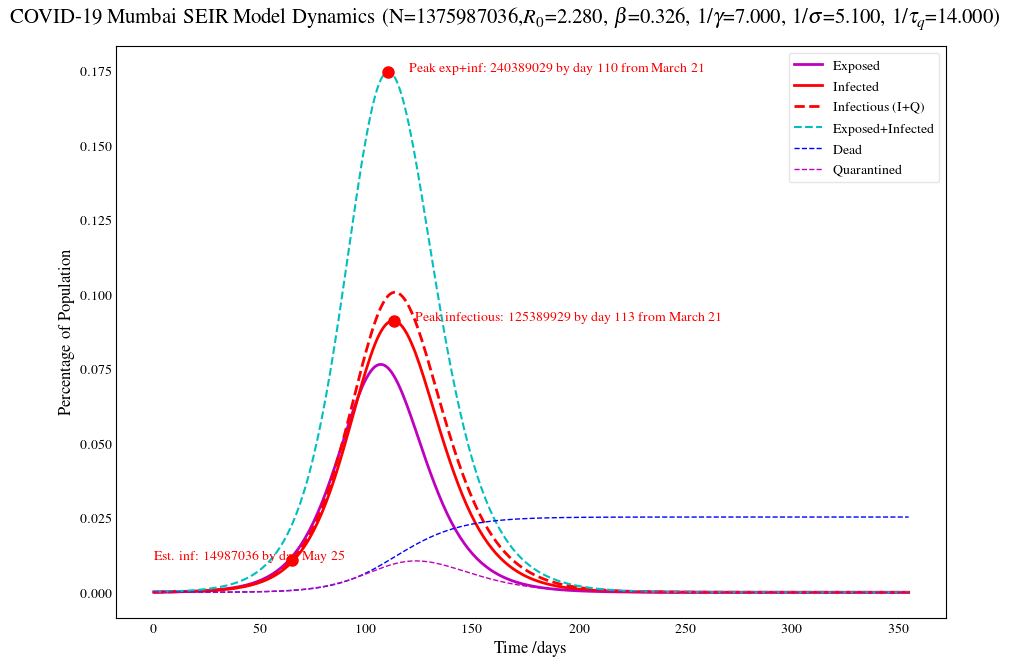 COVID-19 Mumbai SEIR Model Dynamics (N=1375987036,R₀=2.280, β=0.326, 1/γ=7.000, 1/σ=5.100, 1/τ_q=14.000)
Peak exp+inf: 240389029 by day 110 from March 21
Exposed
Infected
Infectious (I+Q)
Exposed+Infected
Dead
Quarantined
Peak infectious: 125389929 by day 113 from March 21
Est. inf: 14987036 by day May 25
Percentage of Population
0.175
0.150
0.125
0.100
0.075
0.050
0.025
0.000
0 50 100 150 200 250 300 350
Time /days